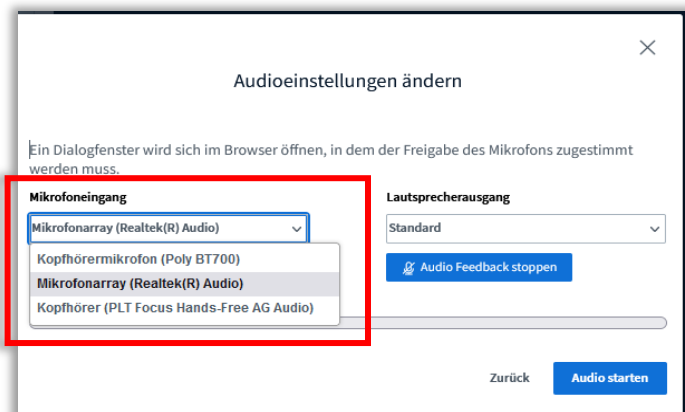 Audioeinstellungen ändern
Ein Dialogfenster wird sich im Browser öffnen, in dem der Freigabe des Mikrofons zugestimmt
werden muss.
Mikrofoneingang
Mikrofonarray (Realtek(R) Audio)
Kopfhörermikrofon (Poly BT700)
Mikrofonarray (Realtek(R) Audio)
Kopfhörer (PLT Focus Hands-Free AG Audio)
Lautsprecherausgang
Standard
Audio Feedback stoppen
Zurück
Audio starten